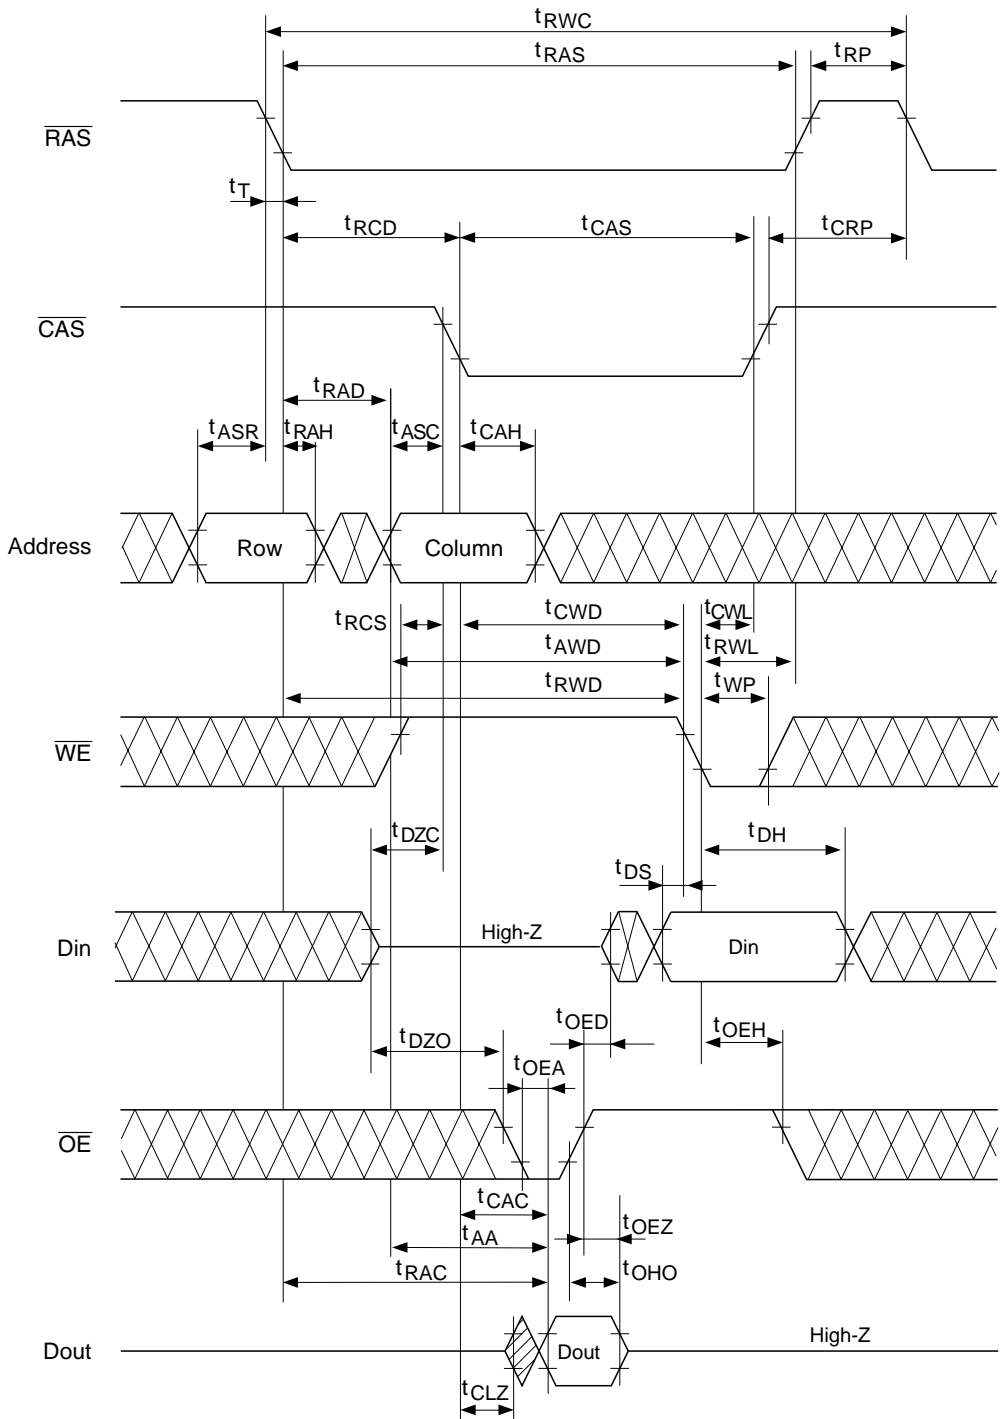 tRWC
tRAS
tRP
RAS
tT
tRCD
tCAS
tCRP
CAS
tRAD
tASR
tRAH
tASC
tCAH
Address
Row
Column
tRCS
tCWD
tCWL
tAWD
tRWL
tRWD
tWP
WE
tDZC
tDH
tDS
Din
High-Z
Din
tDZO
tOED
tOEH
tOEA
OE
tCAC
tOEZ
tAA
tRAC
tOHO
Dout
Dout
High-Z
tCLZ